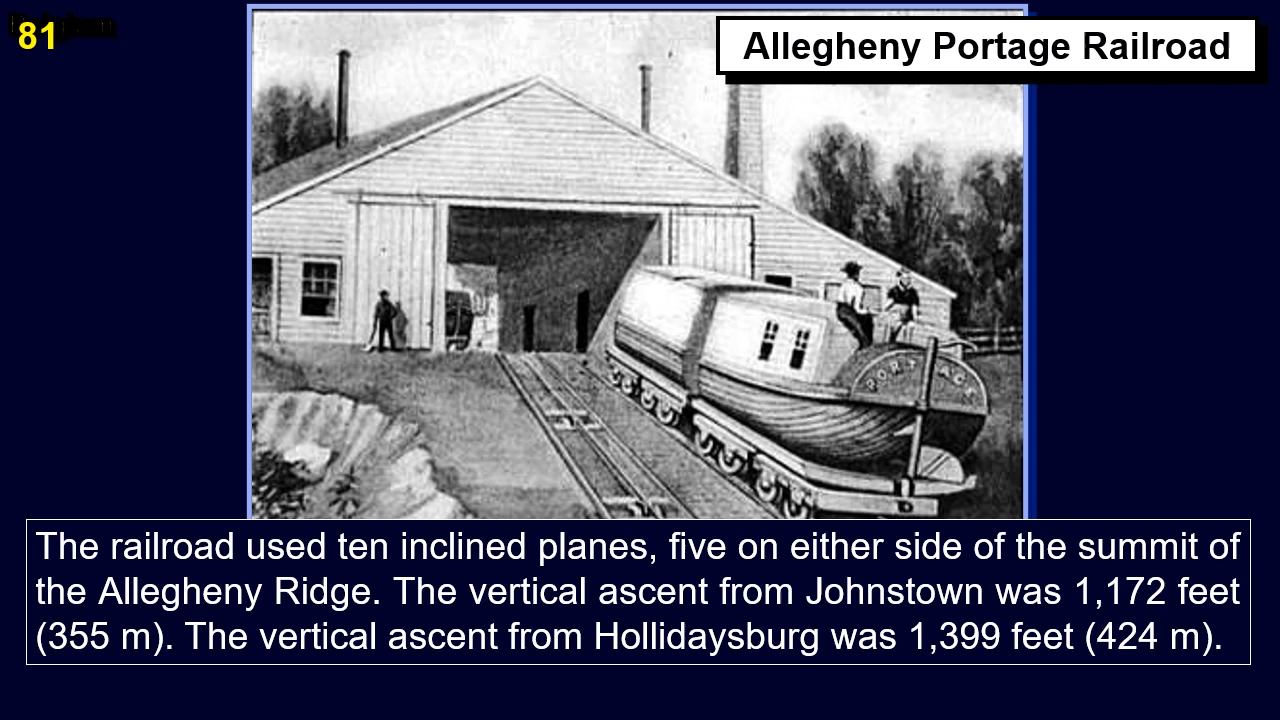 81
Allegheny Portage Railroad
The railroad used ten inclined planes, five on either side of the summit of
the Allegheny Ridge. The vertical ascent from Johnstown was 1,172 feet
(355 m). The vertical ascent from Hollidaysburg was 1,399 feet (424 m).